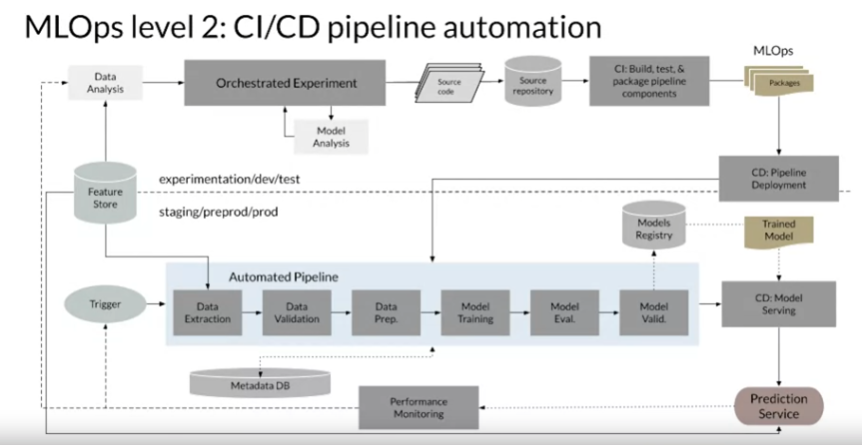 MLOps level 2: CI/CD pipeline automation
MLOps
Data
Analysis
Orchestrated Experiment
Source
code
Source
repository
CI: Build, test, &
package pipeline
components
Packages
Model
Analysis
Feature
Store
experimentation/dev/test
staging/preprod/prod
CD: Pipeline
Deployment
Models
Registry
Trained
Model
Trigger
Automated Pipeline
Data
Extraction
Data
Validation
Data
Prep.
Model
Training
Model
Eval.
Model
Valid.
CD: Model
Serving
Metadata DB
Performance
Monitoring
Prediction
Service